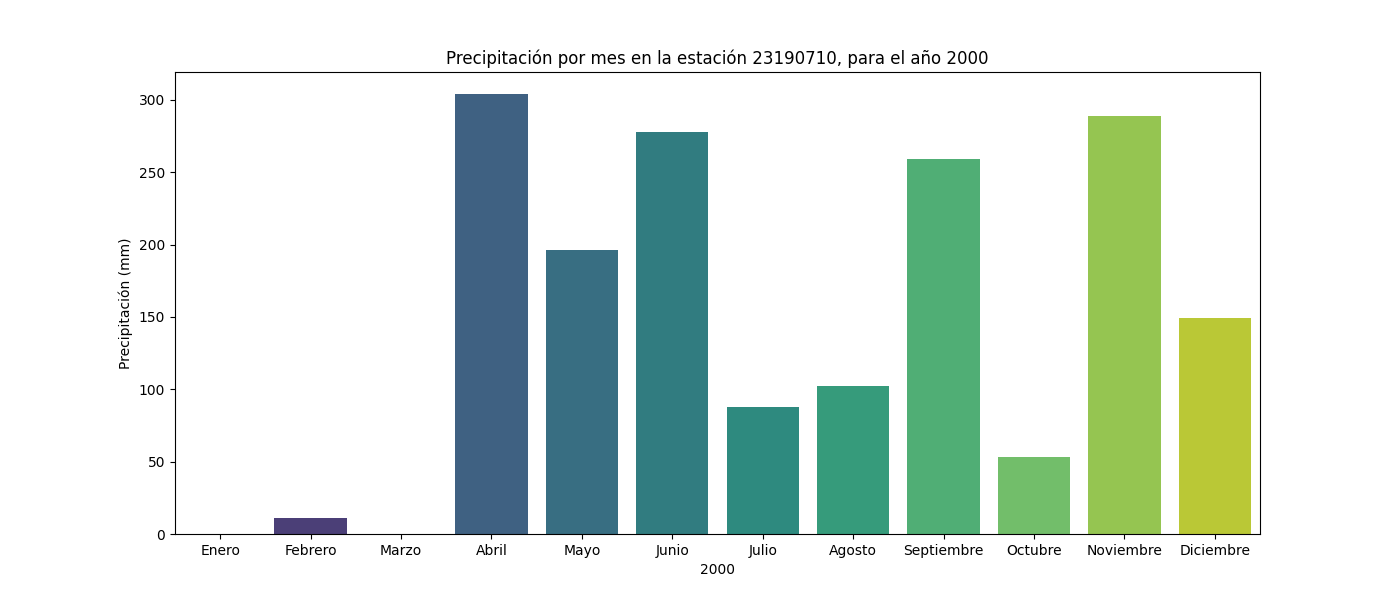 Precipitación por mes en la estación 23190710, para el año 2000
Precipitación (mm)
300
250
200
150
100
50
0
Enero Febrero Marzo Abril Mayo Junio Julio Agosto Septiembre Octubre Noviembre Diciembre
2000